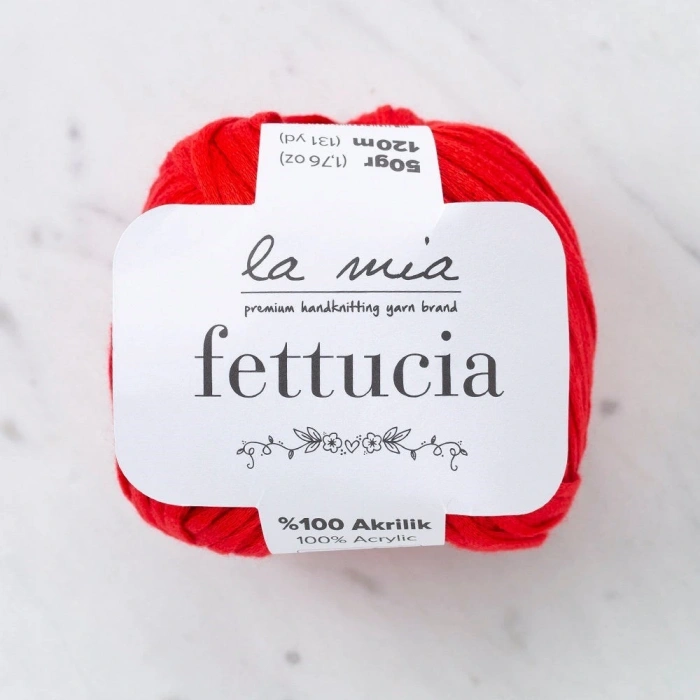 120m (131 yd)
50gr (1,76 oz)
la mia
premium handknitting yarn brand
fettucia
%100 Akrilik
100% Acrylic